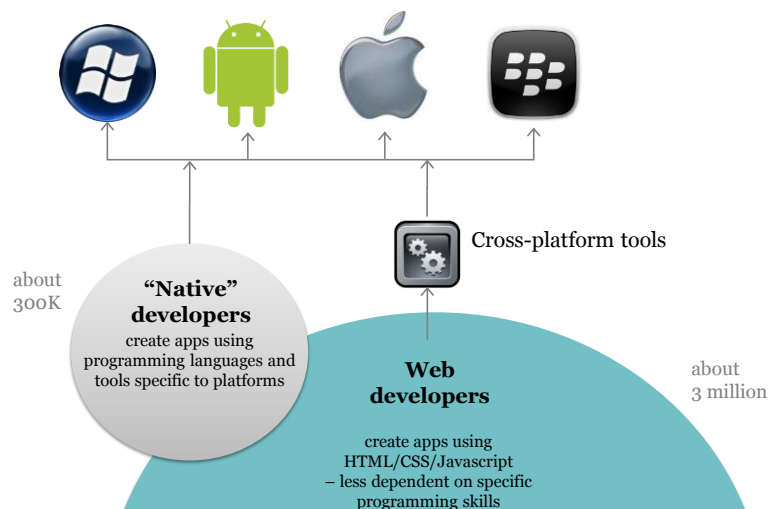 Cross-platform tools
about
300K
“Native”
developers
create apps using
programming languages and
tools specific to platforms
Web
developers
about
3 million
create apps using
HTML/CSS/Javascript
– less dependent on specific
programming skills